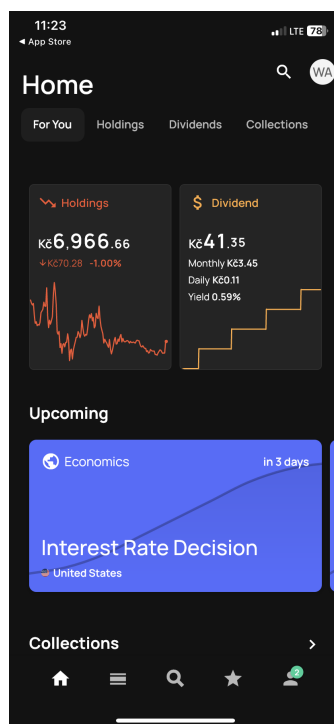 11:23
LTE 78
◀ App Store
Home
WA
For You Holdings Dividends Collections
Holdings
Kč6,966.66
↓Kč70.28 -1.00%
$ Dividend
Kč41.35
Monthly Kč3.45
Daily Kč0.11
Yield 0.59%
Upcoming
Economics
in 3 days
Interest Rate Decision
United States
Collections
2